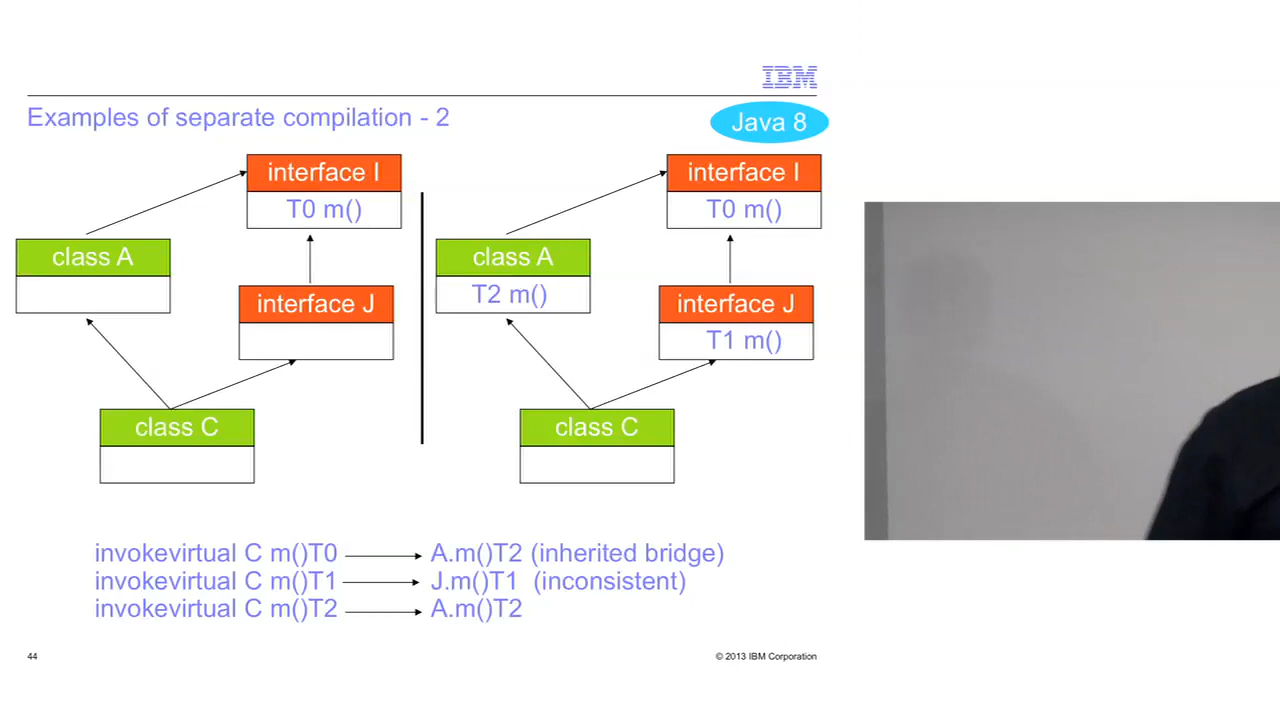 IBM
Examples of separate compilation - 2
Java 8
interface I
T0 m()
class A
interface J
class C
interface I
T0 m()
class A
T2 m()
interface J
T1 m()
class C
invokevirtual C m()T0 A.m()T2 (inherited bridge)
invokevirtual C m()T1 J.m()T1 (inconsistent)
invokevirtual C m()T2 A.m()T2
44
© 2013 IBM Corporation